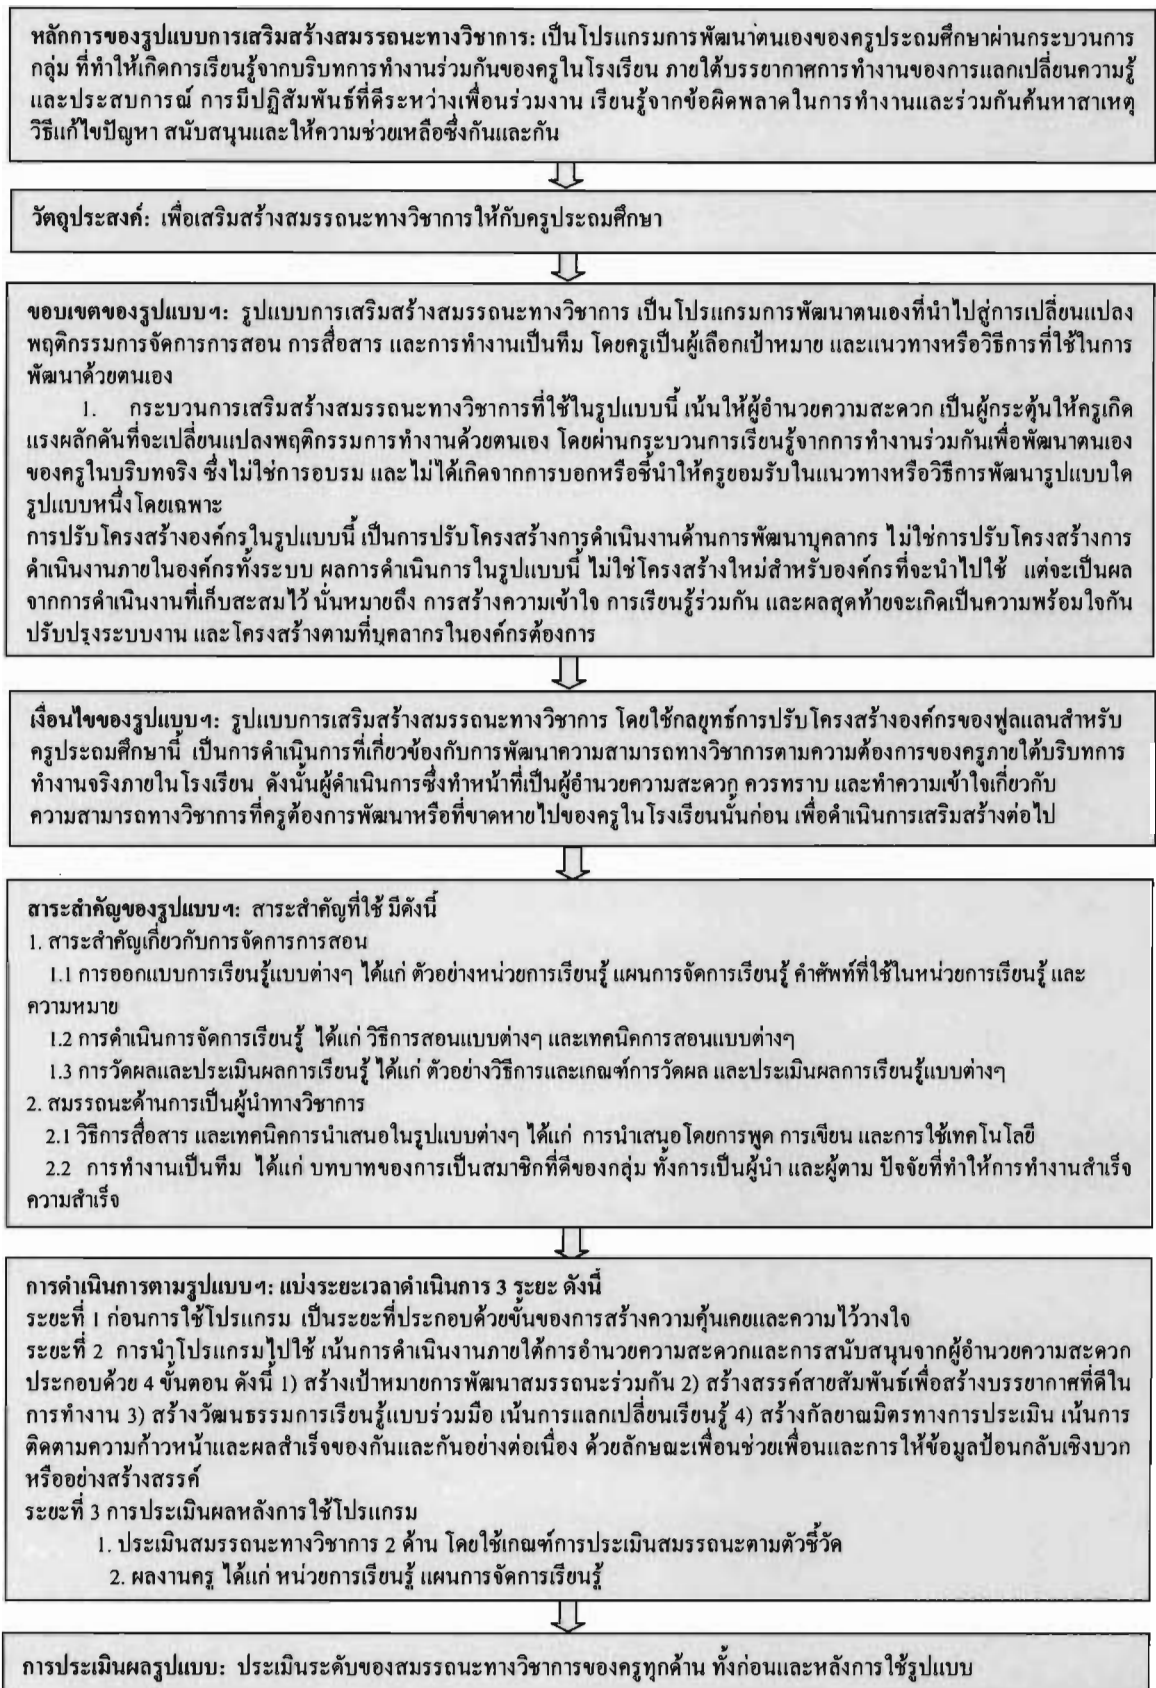 หลักการของรูปแบบการเสริมสร้างสมรรถนะทางวิชาการ: เป็นโปรแกรมการพัฒนาตนเองของครูประถมศึกษาผ่านกระบวนการ
กลุ่ม ที่ทำให้เกิดการเรียนรู้จากบริบทการทำงานร่วมกันของครูในโรงเรียน ภายใต้บรรยากาศการทำงานของการแลกเปลี่ยนความรู้
และประสบการณ์ การมีปฏิสัมพันธ์ที่ดีระหว่างเพื่อนร่วมงาน เรียนรู้จากข้อผิดพลาดในการทำงานและร่วมกันค้นหาสาเหตุ
วิธีแก้ไขปัญหา สนับสนุนและให้ความช่วยเหลือซึ่งกันและกัน
วัตถุประสงค์: เพื่อเสริมสร้างสมรรถนะทางวิชาการให้กับครูประถมศึกษา
ขอบเขตของรูปแบบฯ: รูปแบบการเสริมสร้างสมรรถนะทางวิชาการ เป็นโปรแกรมการพัฒนาตนเองที่นำไปสู่การเปลี่ยนแปลง
พฤติกรรมการจัดการการสอน การสื่อสาร และการทำงานเป็นทีม โดยครูเป็นผู้เลือกเป้าหมาย และแนวทางหรือวิธีการที่ใช้ในการ
พัฒนาด้วยตนเอง
1. กระบวนการเสริมสร้างสมรรถนะทางวิชาการที่ใช้ในรูปแบบนี้ เน้นให้ผู้อำนวยความสะดวก เป็นผู้กระตุ้นให้ครูเกิด
แรงผลักดันที่จะเปลี่ยนแปลงพฤติกรรมการทำงานด้วยตนเอง โดยผ่านกระบวนการเรียนรู้จากการทำงานร่วมกันเพื่อพัฒนาตนเอง
ของครูในบริบทจริง ซึ่งไม่ใช่การอบรม และไม่ได้เกิดจากการบอกหรือชี้นำให้ครูยอมรับในแนวทางหรือวิธีการพัฒนารูปแบบใด
รูปแบบหนึ่งโดยเฉพาะ
การปรับโครงสร้างองค์กรในรูปแบบนี้ เป็นการปรับโครงสร้างการดำเนินงานด้านการพัฒนาบุคลากร ไม่ใช่การปรับโครงสร้างการ
ดำเนินงานภายในองค์กรทั้งระบบ ผลการดำเนินการในรูปแบบนี้ ไม่ใช่โครงสร้างใหม่สำหรับองค์กรที่จะนำไปใช้ แต่จะเป็นผล
จากการดำเนินงานที่เก็บสะสมไว้ นั่นหมายถึง การสร้างความเข้าใจ การเรียนรู้ร่วมกัน และผลสุดท้ายจะเกิดเป็นความพร้อมใจกัน
ปรับปรุงระบบงาน และโครงสร้างตามที่บุคลากรในองค์กรต้องการ
เงื่อนไขของรูปแบบฯ: รูปแบบการเสริมสร้างสมรรถนะทางวิชาการ โดยใช้กลยุทธ์การปรับโครงสร้างองค์กรของฟูลแลนสำหรับ
ครูประถมศึกษานี้ เป็นการดำเนินการที่เกี่ยวข้องกับการพัฒนาความสามารถทางวิชาการตามความต้องการของครูภายใต้บริบทการ
ทำงานจริงภายในโรงเรียน ดังนั้นผู้ดำเนินการซึ่งทำหน้าที่เป็นผู้อำนวยความสะดวก ควรทราบ และทำความเข้าใจเกี่ยวกับ
ความสามารถทางวิชาการที่ครูต้องการพัฒนาหรือที่ขาดหายไปของครูในโรงเรียนนั้นก่อน เพื่อดำเนินการเสริมสร้างต่อไป
สาระสำคัญของรูปแบบฯ: สาระสำคัญที่ใช้ มีดังนี้
1. สาระสำคัญเกี่ยวกับการจัดการการสอน
1.1 การออกแบบการเรียนรู้แบบต่างๆ ได้แก่ ตัวอย่างหน่วยการเรียนรู้ แผนการจัดการเรียนรู้ คำศัพท์ที่ใช้ในหน่วยการเรียนรู้ และ
ความหมาย
1.2 การดำเนินการจัดการเรียนรู้ ได้แก่ วิธีการสอนแบบต่างๆ และเทคนิคการสอนแบบต่างๆ
1.3 การวัดผลและประเมินผลการเรียนรู้ ได้แก่ ตัวอย่างวิธีการและเกณฑ์การวัดผล และประเมินผลการเรียนรู้แบบต่างๆ
2. สมรรถนะด้านการเป็นผู้นำทางวิชาการ
2.1 วิธีการสื่อสาร และเทคนิคการนำเสนอในรูปแบบต่างๆ ได้แก่ การนำเสนอโดยการพูด การเขียน และการใช้เทคโนโลยี
2.2 การทำงานเป็นทีม ได้แก่ บทบาทของการเป็นสมาชิกที่ดีของกลุ่ม ทั้งการเป็นผู้นำ และผู้ตาม ปัจจัยที่ทำให้การทำงานสำเร็จ
ความสำเร็จ
การดำเนินการตามรูปแบบฯ: แบ่งระยะเวลาดำเนินการ 3 ระยะ ดังนี้
ระยะที่ 1 ก่อนการใช้โปรแกรม เป็นระยะที่ประกอบด้วยขั้นของการสร้างความคุ้นเคยและความไว้วางใจ
ระยะที่ 2 การนำโปรแกรมไปใช้ เน้นการดำเนินงานภายใต้การอำนวยความสะดวกและการสนับสนุนจากผู้อำนวยความสะดวก
ประกอบด้วย 4 ขั้นตอน ดังนี้ 1) สร้างเป้าหมายการพัฒนาสมรรถนะร่วมกัน 2) สร้างสรรค์สายสัมพันธ์เพื่อสร้างบรรยากาศที่ดีใน
การทำงาน 3) สร้างวัฒนธรรมการเรียนรู้แบบร่วมมือ เน้นการแลกเปลี่ยนเรียนรู้ 4) สร้างกัลยาณมิตรทางการประเมิน เน้นการ
ติดตามความก้าวหน้าและผลสำเร็จของกันและกันอย่างต่อเนื่อง ด้วยลักษณะเพื่อนช่วยเพื่อนและการให้ข้อมูลป้อนกลับเชิงบวก
หรืออย่างสร้างสรรค์
ระยะที่ 3 การประเมินผลหลังการใช้โปรแกรม
1. ประเมินสมรรถนะทางวิชาการ 2 ด้าน โดยใช้เกณฑ์การประเมินสมรรถนะตามตัวชี้วัด
2. ผลงานครู ได้แก่ หน่วยการเรียนรู้ แผนการจัดการเรียนรู้
การประเมินผลรูปแบบ: ประเมินระดับของสมรรถนะทางวิชาการของครูทุกด้าน ทั้งก่อนและหลังการใช้รูปแบบ